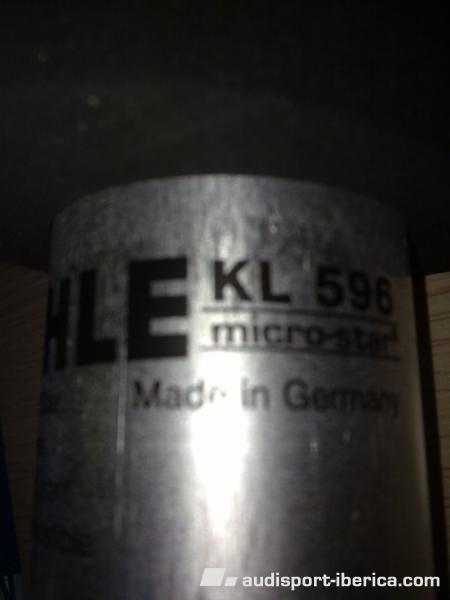 HLE
KL 596
micro-star
Made in Germany
audisport-iberica.com